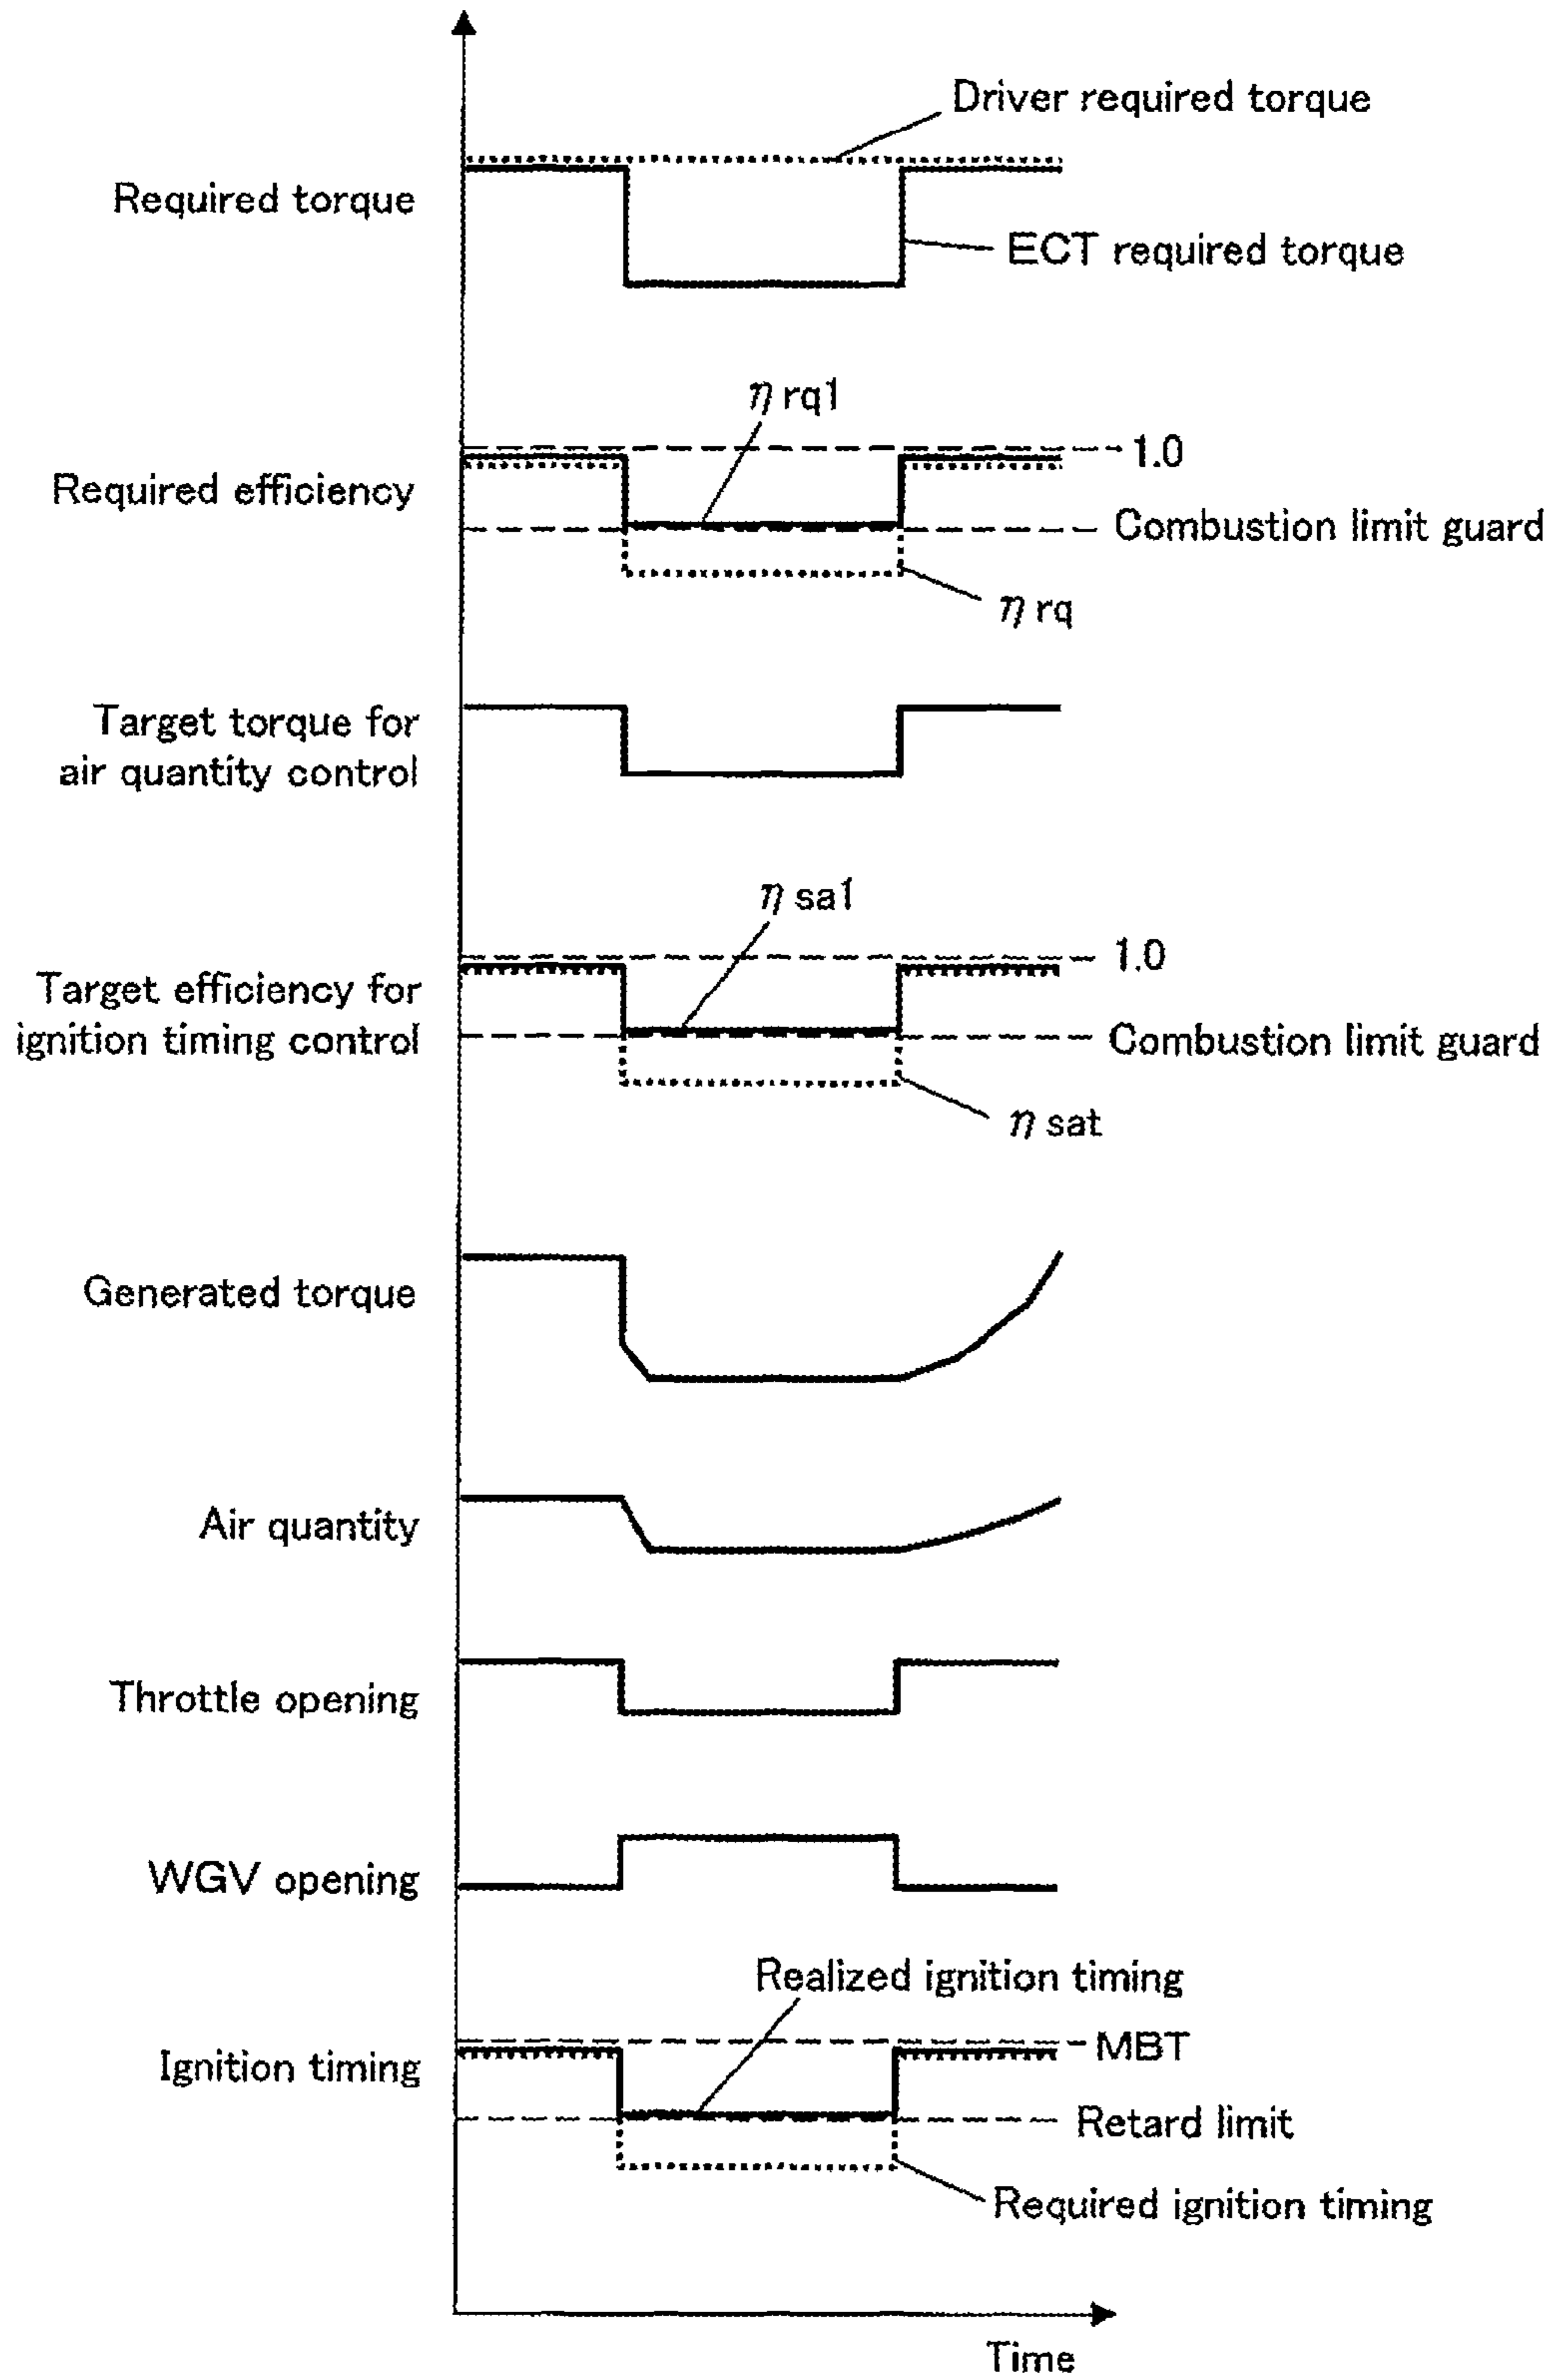 Driver required torque
Required torque
ECT required torque
η rq1
1.0
Required efficiency
Combustion limit guard
η rq
Target torque for
air quantity control
η sa1
1.0
Target efficiency for
ignition timing control
Combustion limit guard
η sat
Generated torque
Air quantity
Throttle opening
WGV opening
Realized ignition timing
MBT
Ignition timing
Retard limit
Required ignition timing
Time